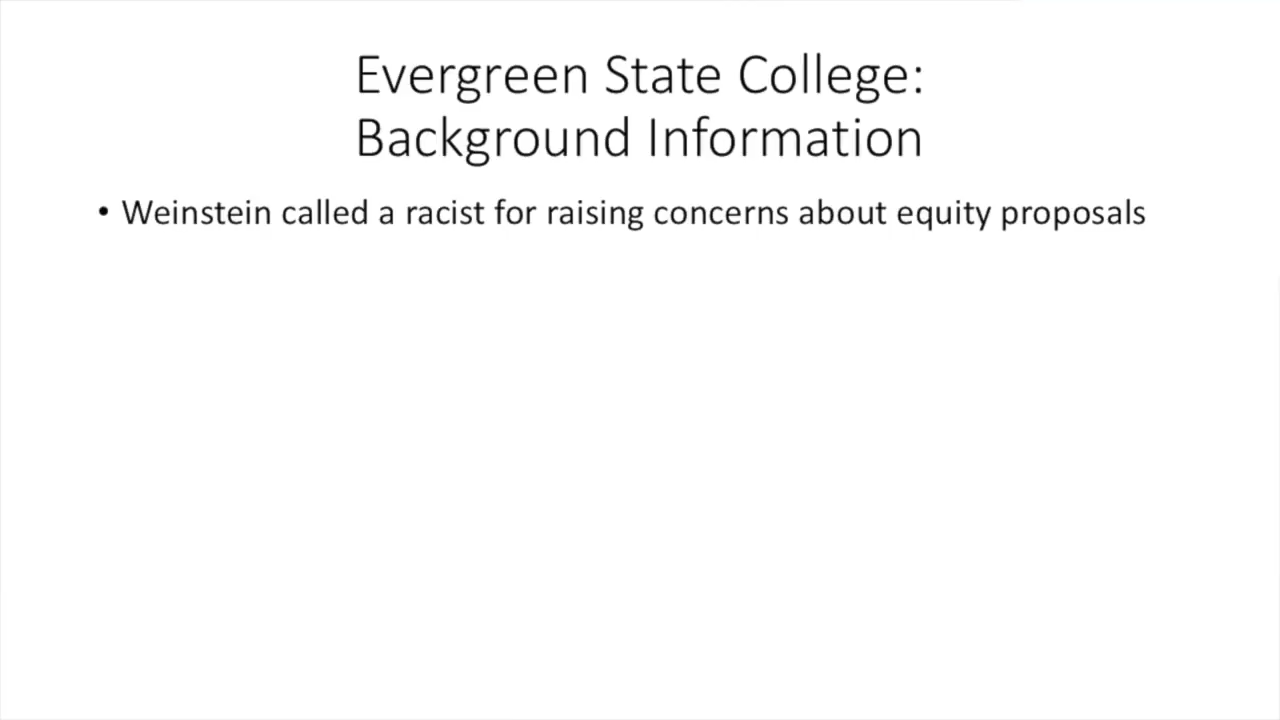 Evergreen State College:
Background Information
• Weinstein called a racist for raising concerns about equity proposals